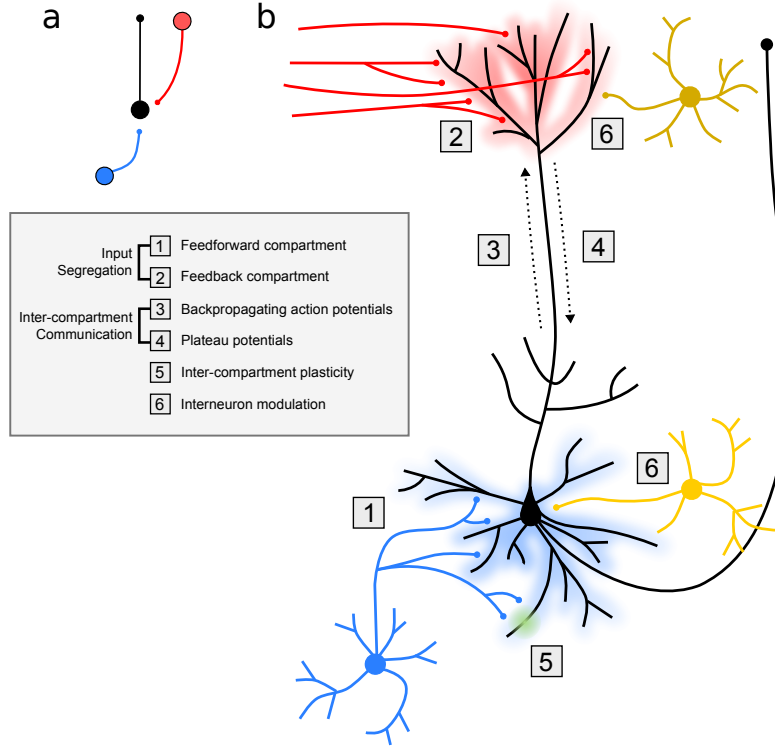 a
b
2
6
3
4
Input
Segregation
1 Feedforward compartment
2 Feedback compartment
Inter-compartment
Communication
3 Backpropagating action potentials
4 Plateau potentials
5 Inter-compartment plasticity
6 Interneuron modulation
6
1
5